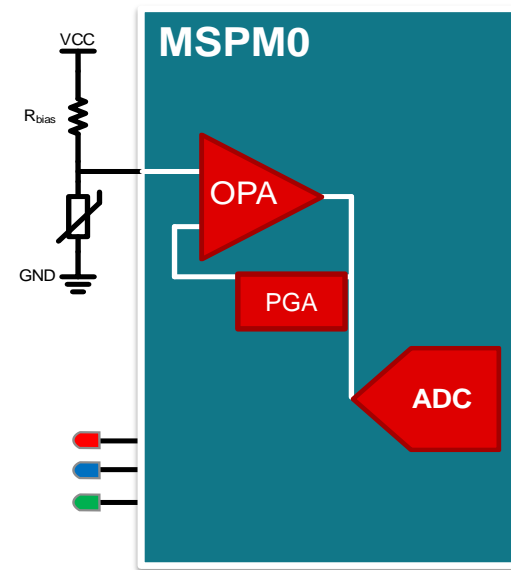 MSPM0
VCC
Rbias
OPA
GND
PGA
ADC